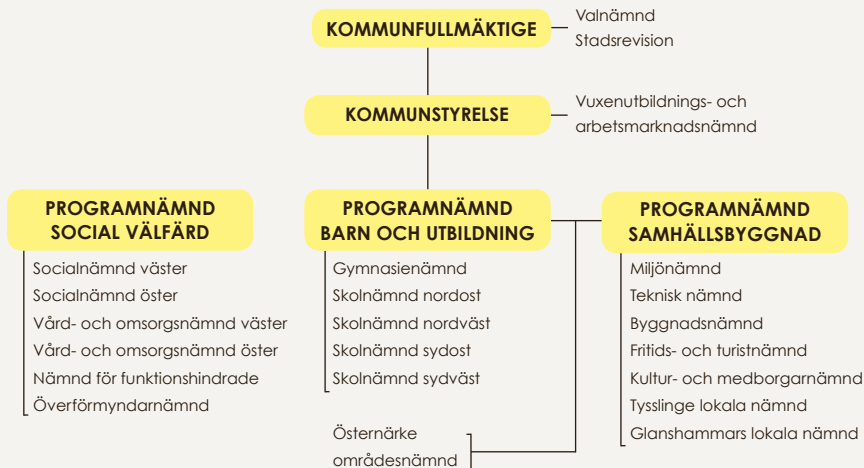 KOMMUNFULLMÄKTIGE
Valnämnd
Stadsrevision
KOMMUNSTYRELSE
Vuxenutbildnings- och
arbetsmarknadsnämnd
PROGRAMNÄMND
SOCIAL VÄLFÄRD
Socialnämnd väster
Socialnämnd öster
Vård- och omsorgsnämnd väster
Vård- och omsorgsnämnd öster
Nämnd för funktionshindrade
Överförmyndarnämnd
PROGRAMNÄMND
BARN OCH UTBILDNING
Gymnasienämnd
Skolnämnd nordost
Skolnämnd nordväst
Skolnämnd sydost
Skolnämnd sydväst
Östernärke
områdesnämnd
PROGRAMNÄMND
SAMHÄLLSBYGGNAD
Miljönämnd
Teknisk nämnd
Byggnadsnämnd
Fritids- och turistnämnd
Kultur- och medborgarnämnd
Tysslinge lokala nämnd
Glanshammars lokala nämnd